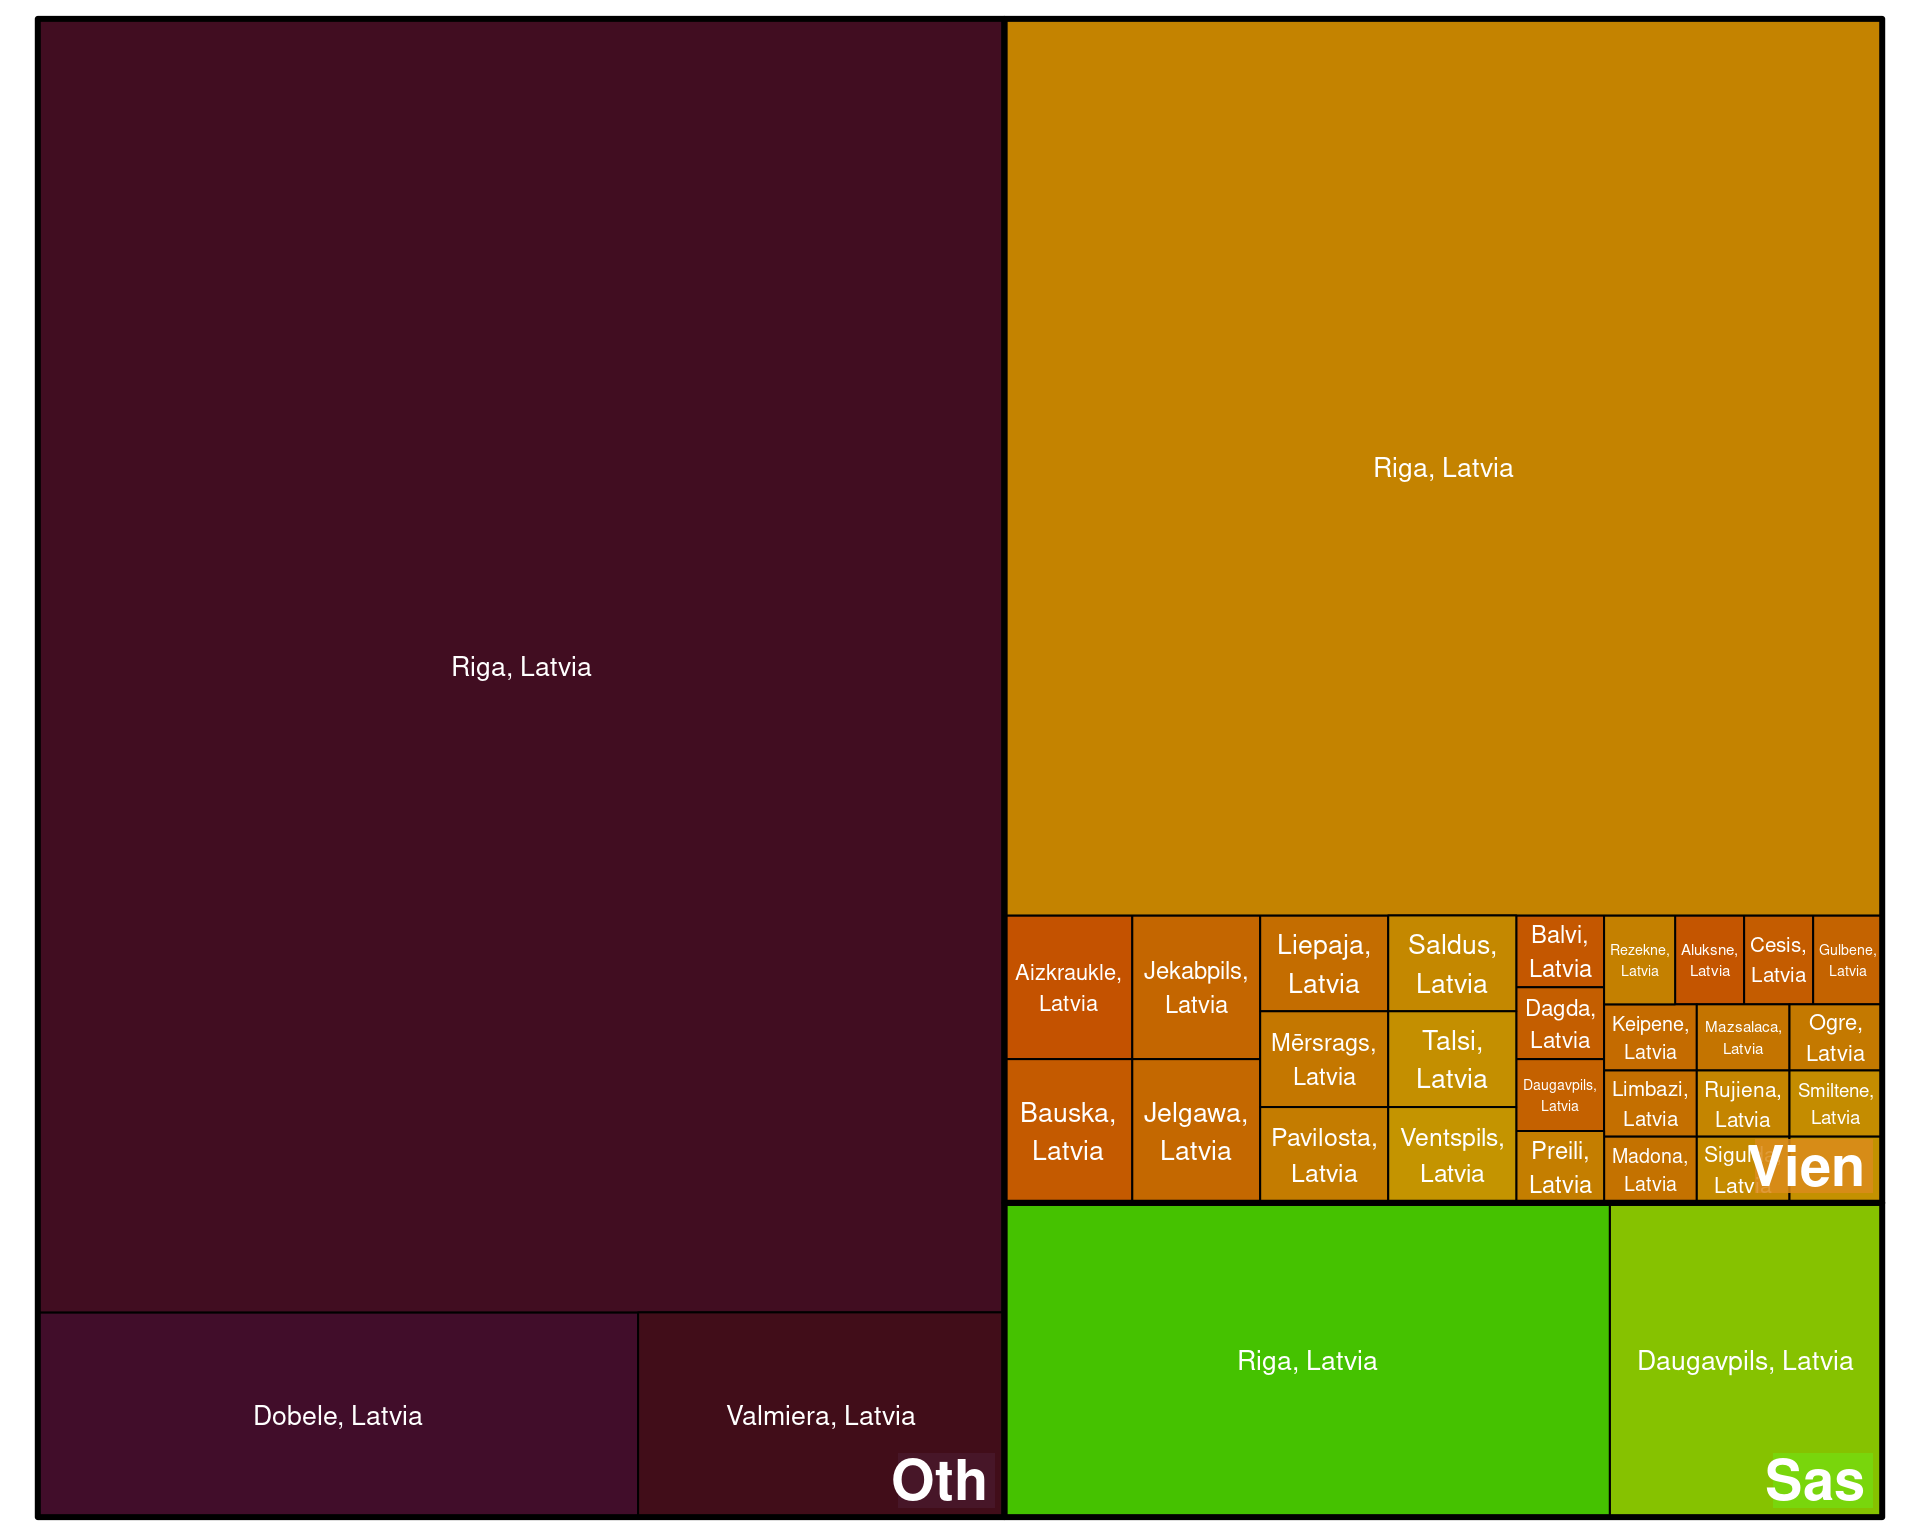 Riga, Latvia
Dobele, Latvia
Valmiera, Latvia
Oth
Riga, Latvia
Aizkraukle,
Latvia
Bauska,
Latvia
Jekabpils,
Latvia
Jelgawa,
Latvia
Liepaja,
Latvia
Mērsrags,
Latvia
Pavilosta,
Latvia
Saldus,
Latvia
Talsi,
Latvia
Ventspils,
Latvia
Balvi,
Latvia
Dagda,
Latvia
Daugavpils,
Latvia
Preili,
Latvia
Rezekne,
Latvia
Aluksne,
Latvia
Cesis,
Latvia
Gulbene,
Latvia
Keipene,
Latvia
Mazsalaca,
Latvia
Ogre,
Latvia
Limbazi,
Latvia
Rujiena,
Latvia
Smiltene,
Latvia
Madona,
Latvia
Latvia
Vien
Riga, Latvia
Daugavpils, Latvia
Sas